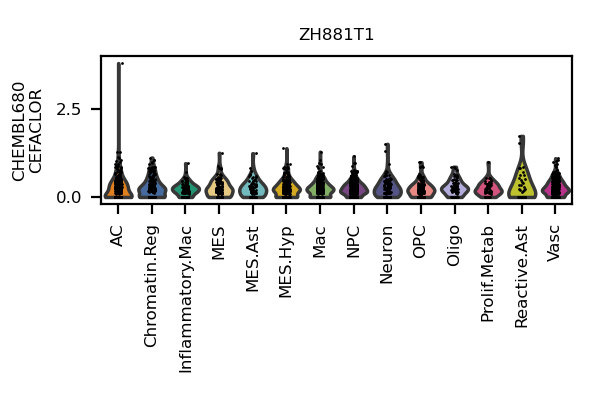 ZH881T1
CHEMBL680
CEFACLOR
2.5
0.0
AC
Chromatin.Reg
Inflammatory.Mac
MES
MES.Ast
MES.Hyp
Mac
NPC
Neuron
OPC
Oligo
Prolif.Metab
Reactive.Ast
Vasc